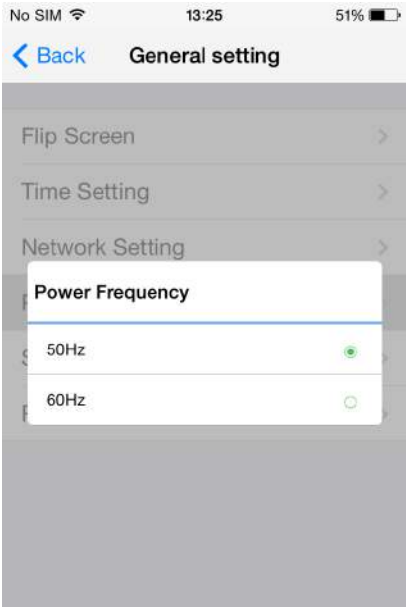 No SIM 13:25 51%
Back General setting
Flip Screen
Time Setting
Network Setting
Power Frequency
50Hz
60Hz